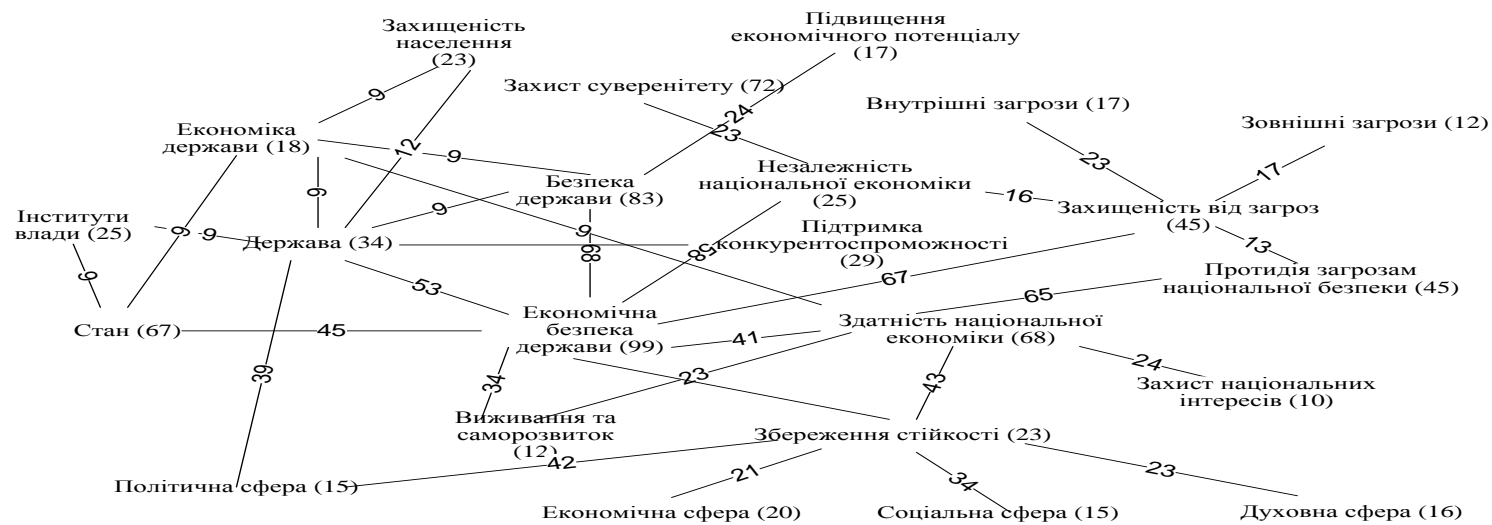 Захищеність
населення
(23)
Підвищення
економічного потенціалу
(17)
Захист суверенітету (72)
Внутрішні загрози (17)
Зовнішні загрози (12)
9
24
23
Економіка
держави (18)
12
9
23
17
Незалежність
національної економіки
(25)
Безпека
держави (83)
9
16
Захищеність від загроз
(45)
Інститути
влади (25)
9
Держава (34)
9
9
9
Підтримка
конкурентоспроможності
(29)
89
58
13
Протидія загрозам
національної безпеки (45)
9
53
67
65
Стан (67)
45
Економічна
безпека
держави (99)
41
Здатність національної
економіки (68)
39
34
23
43
24
Захист національних
інтересів (10)
Виживання та
саморозвиток
(12)
Збереження стійкості (23)
42
21
34
23
Політична сфера (15)
Економічна сфера (20)
Соціальна сфера (15)
Духовна сфера (16)